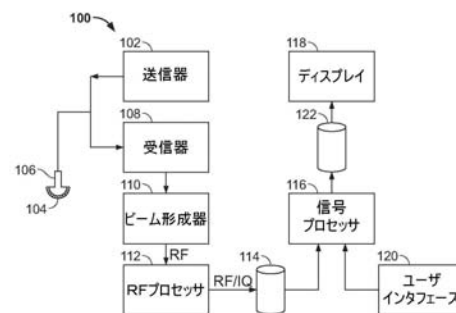 100
102
送信器
108
受信器
106
104
110
ビーム形成器
RF
112
RFプロセッサ
RF/IQ
114
118
ディスプレイ
122
116
信号
プロセッサ
120
ユーザ
インタフェース